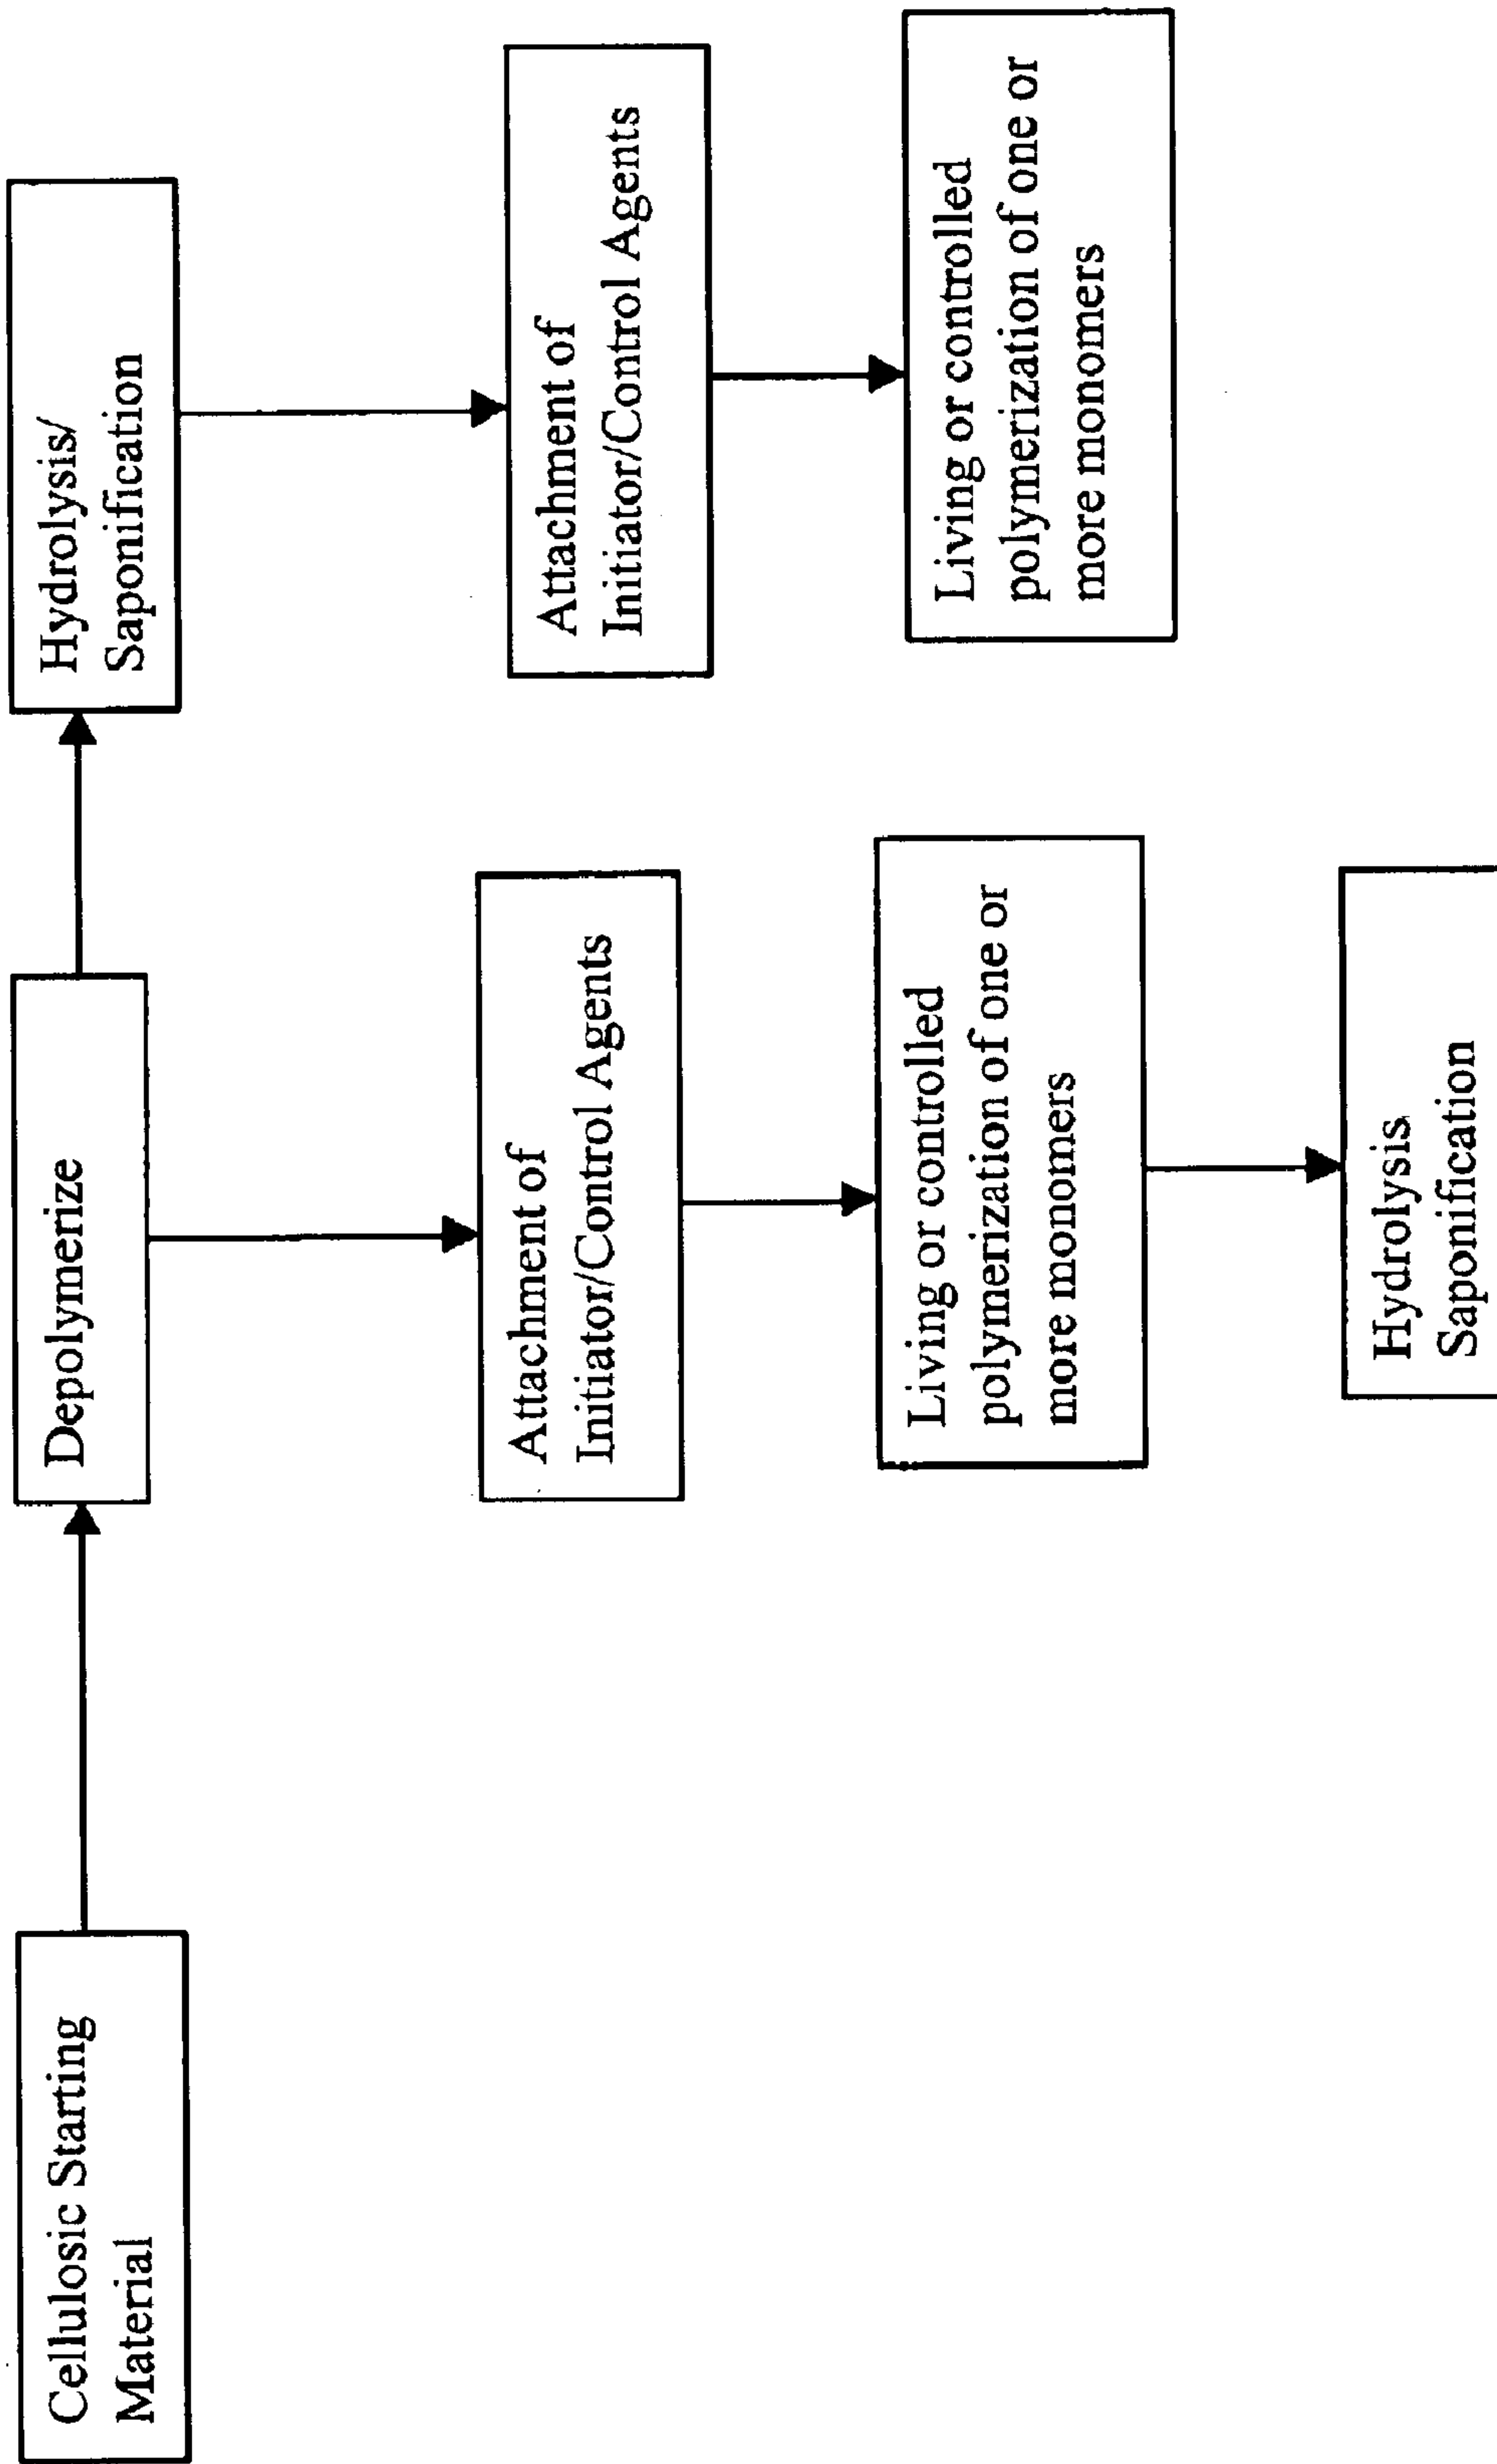 Cellulosic Starting
Material
Depolymerize
Hydrolysis/
Saponification
Attachment of
Initiator/Control Agents
Attachment of
Initiator/Control Agents
Living or controlled
polymerization of one or
more monomers
Living or controlled
polymerization of one or
more monomers
Hydrolysis
Saponification